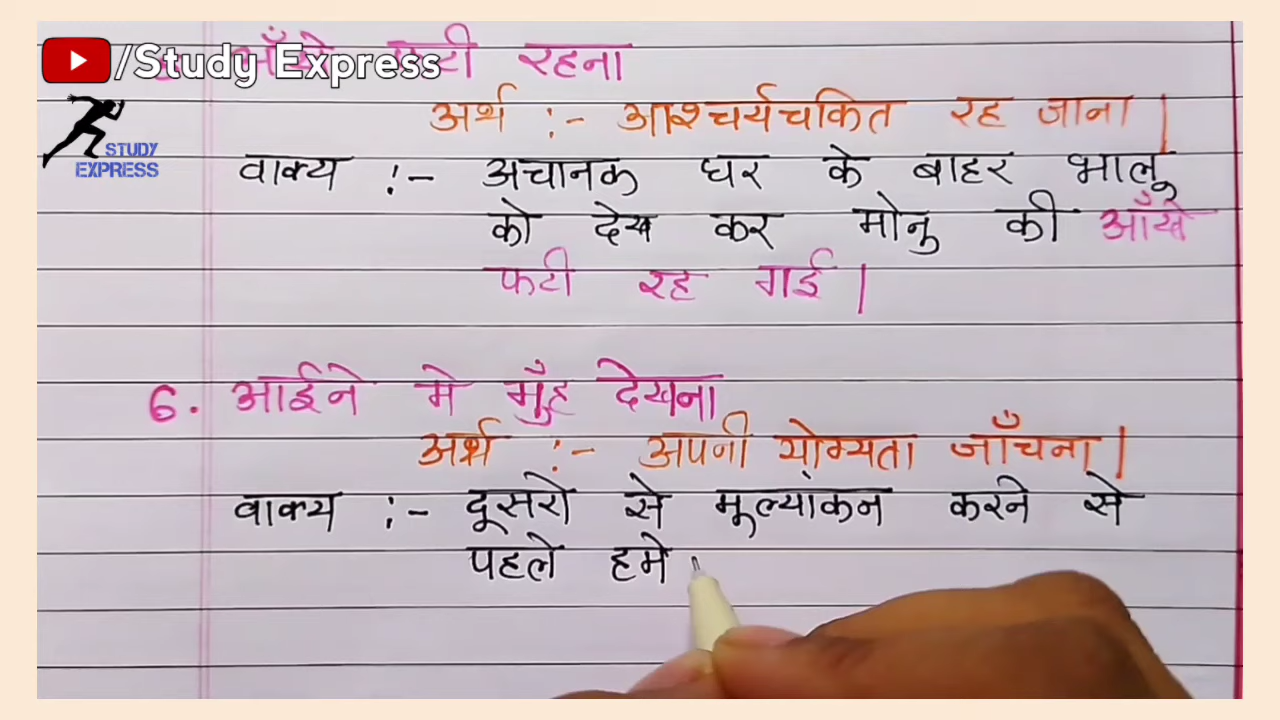 /Study Express
रहना
STUDY
EXPRESS
अर्थ :- आश्चर्यचकित रह जाना |
वाक्य :- अचानक घर के बाहर भालू
को देख कर मोनु की आँखे
फटी रह गई |
6. आईने मे मुँह देखना
अर्थ :- अपनी योग्यता जाँचना |
वाक्य :- दूसरो से मूल्यांकन करने से
पहले हमे